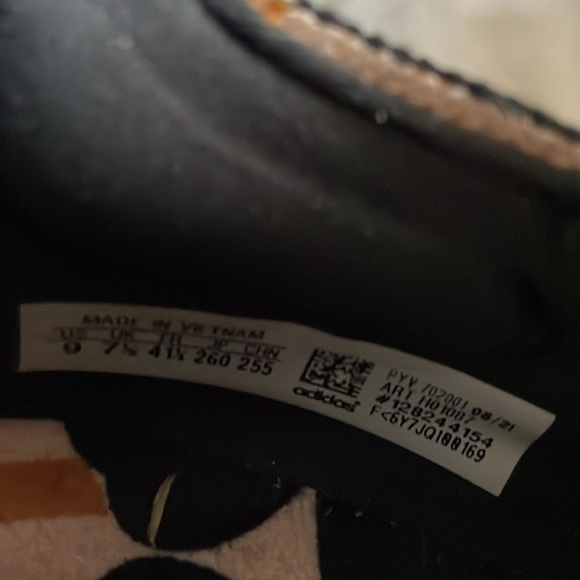 MADE IN VIETNAM
US UK FR JP CHN
9 7½ 41⅓ 260 255
adidas
PYV 702001 08/21
ART H01087
#128244154
F<6Y7JQ100169